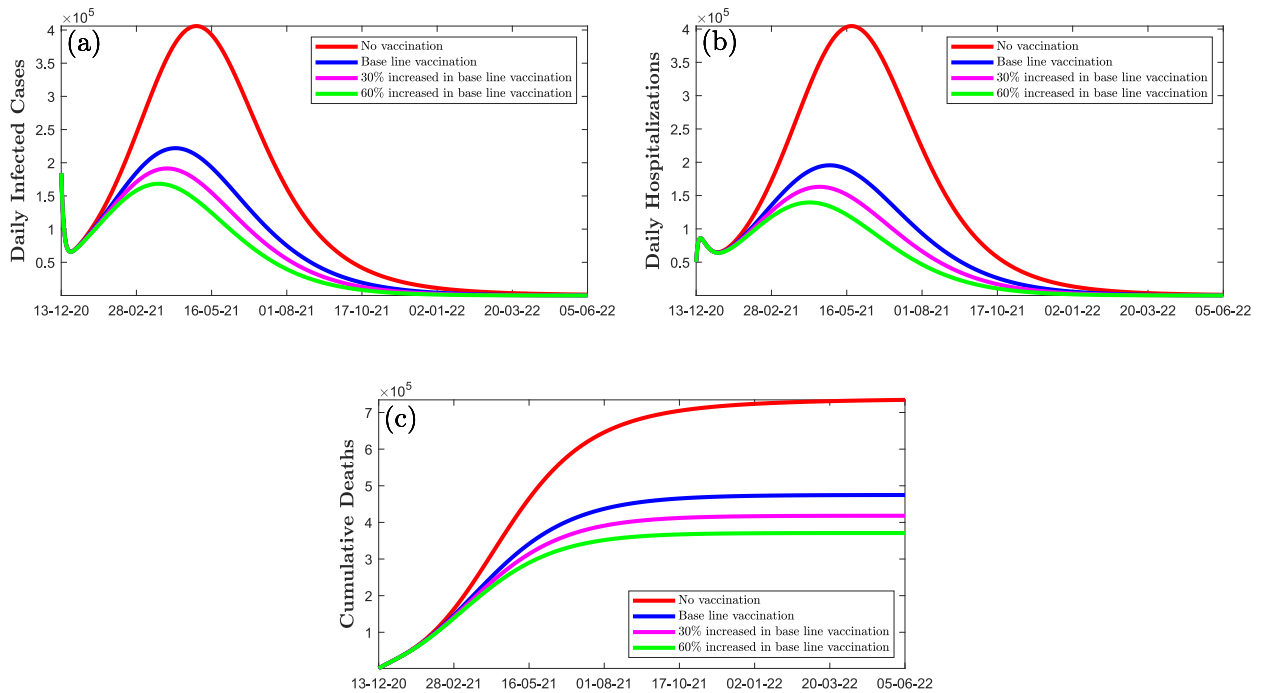 ×10⁵
(a)
Daily Infected Cases
4
3.5
3
2.5
2
1.5
1
0.5
No vaccination
Base line vaccination
30% increased in base line vaccination
60% increased in base line vaccination
13-12-20 28-02-21 16-05-21 01-08-21 17-10-21 02-01-22 20-03-22 05-06-22
×10⁵
(b)
Daily Hospitalizations
4
3.5
3
2.5
2
1.5
1
0.5
No vaccination
Base line vaccination
30% increased in base line vaccination
60% increased in base line vaccination
13-12-20 28-02-21 16-05-21 01-08-21 17-10-21 02-01-22 20-03-22 05-06-22
×10⁵
(c)
Cumulative Deaths
7
6
5
4
3
2
1
No vaccination
Base line vaccination
30% increased in base line vaccination
60% increased in base line vaccination
13-12-20 28-02-21 16-05-21 01-08-21 17-10-21 02-01-22 20-03-22 05-06-22